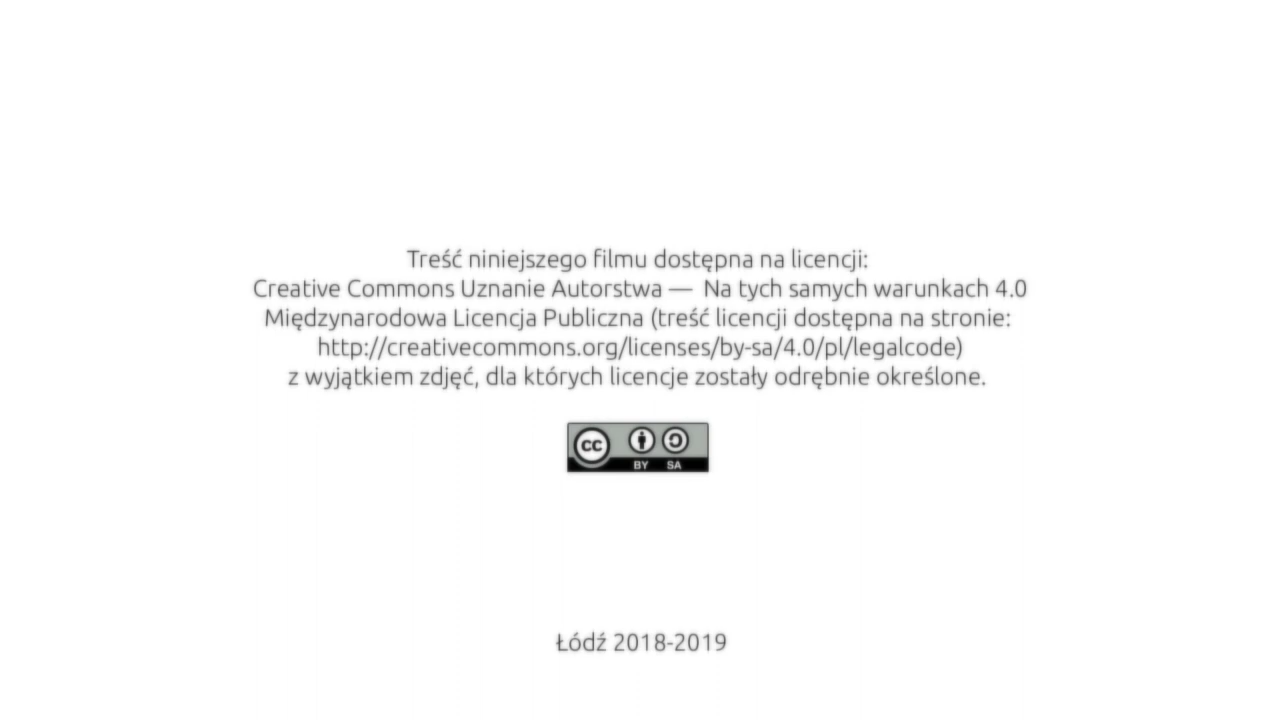 Treść niniejszego filmu dostępna na licencji:
Creative Commons Uznanie Autorstwa — Na tych samych warunkach 4.0
Międzynarodowa Licencja Publiczna (treść licencji dostępna na stronie:
http://creativecommons.org/licenses/by-sa/4.0/pl/legalcode)
z wyjątkiem zdjęć, dla których licencje zostały odrębnie określone.
cc
BY SA
Łódź 2018-2019